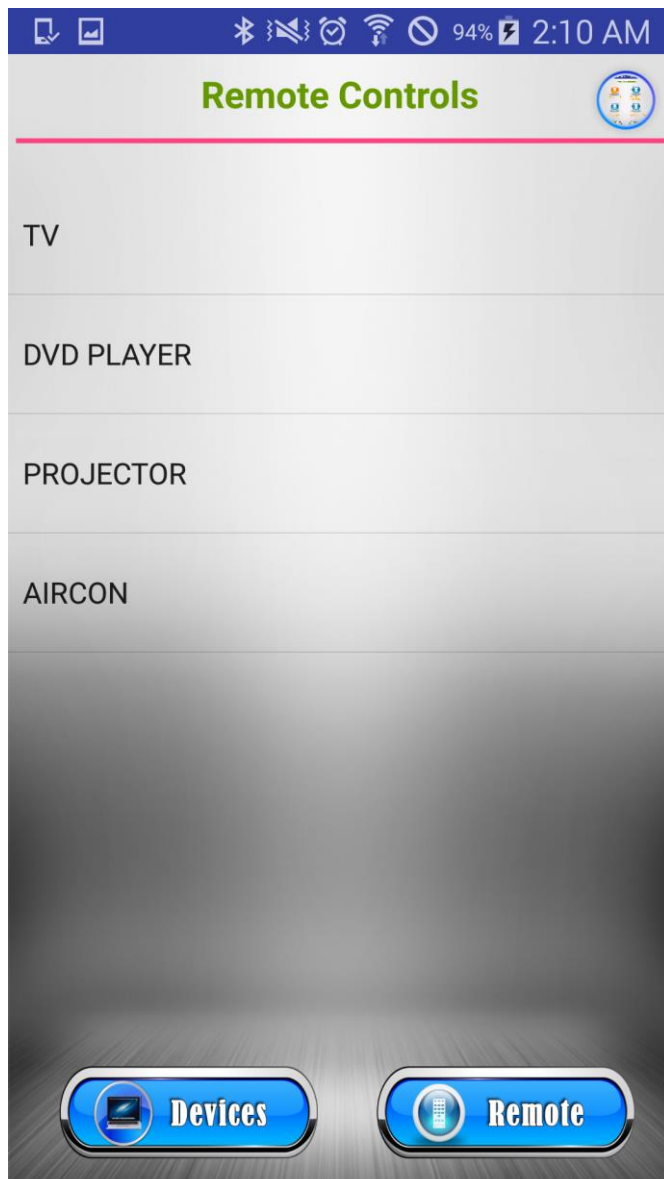 94% 2:10 AM
Remote Controls
TV
DVD PLAYER
PROJECTOR
AIRCON
Devices Remote